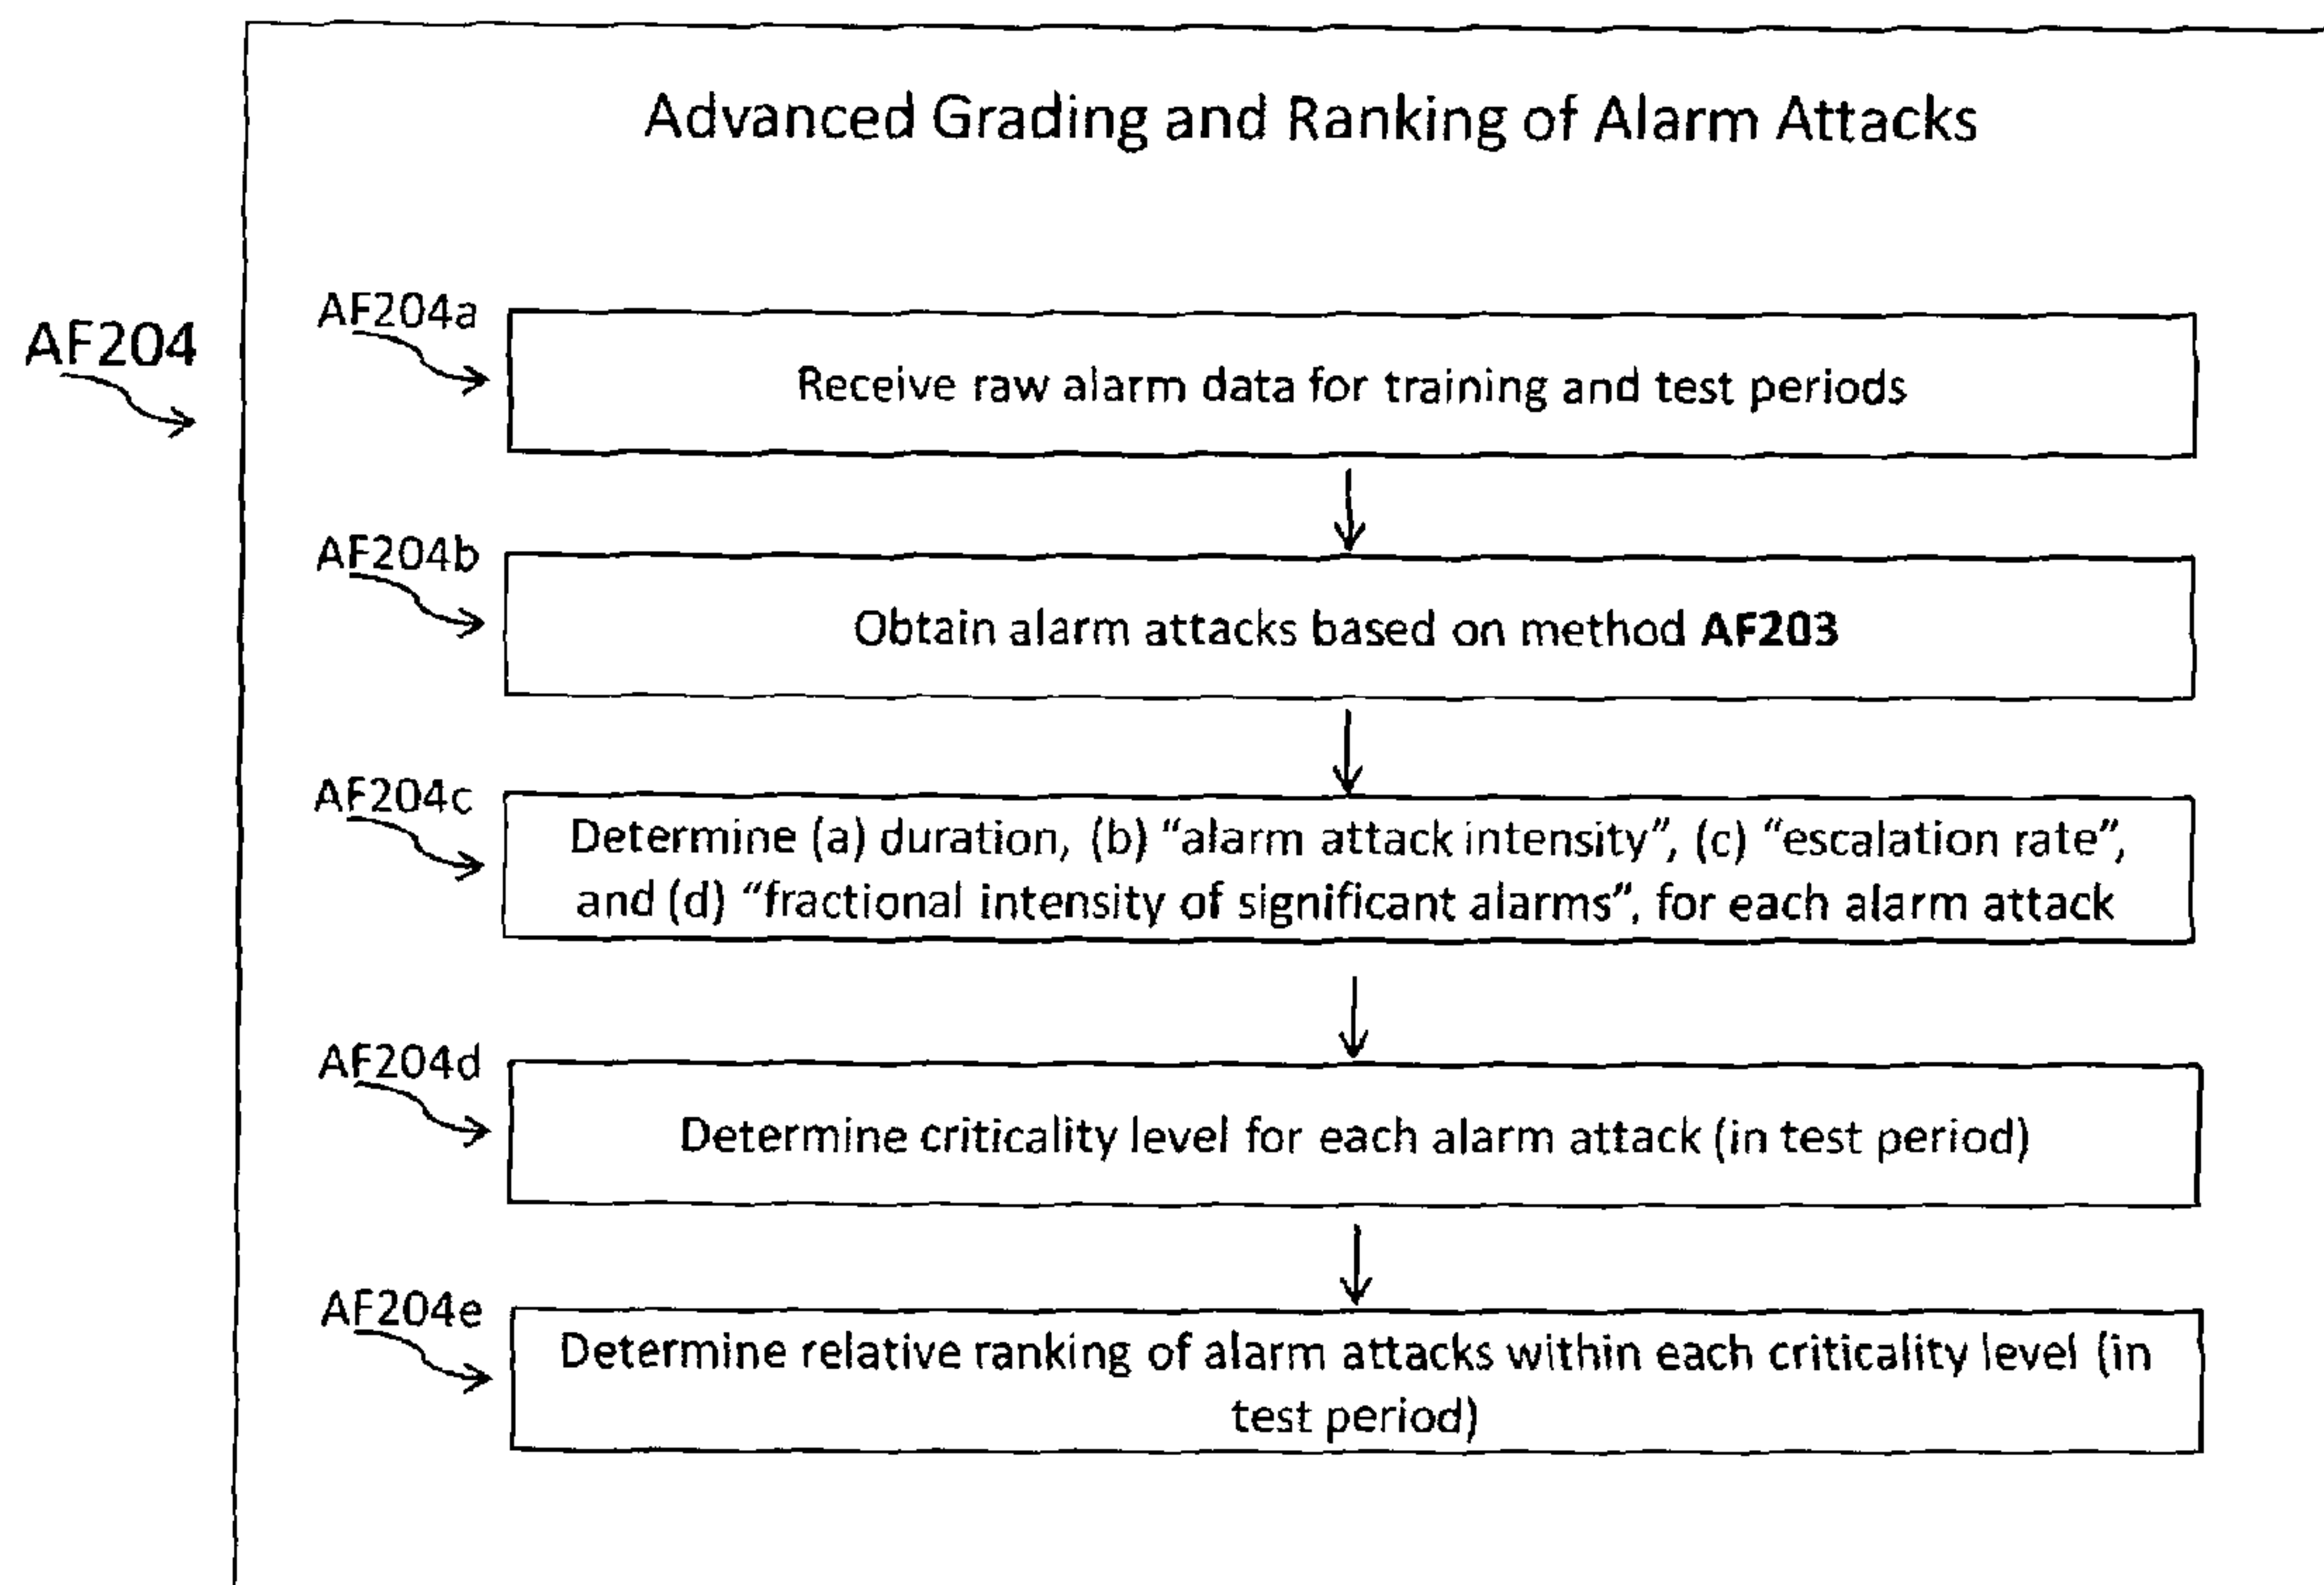 Advanced Grading and Ranking of Alarm Attacks
AF204
AF204a
Receive raw alarm data for training and test periods
AF204b
Obtain alarm attacks based on method AF203
AF204c
Determine (a) duration, (b) “alarm attack intensity”, (c) “escalation rate”,
and (d) “fractional intensity of significant alarms”, for each alarm attack
AF204d
Determine criticality level for each alarm attack (in test period)
AF204e
Determine relative ranking of alarm attacks within each criticality level (in
test period)